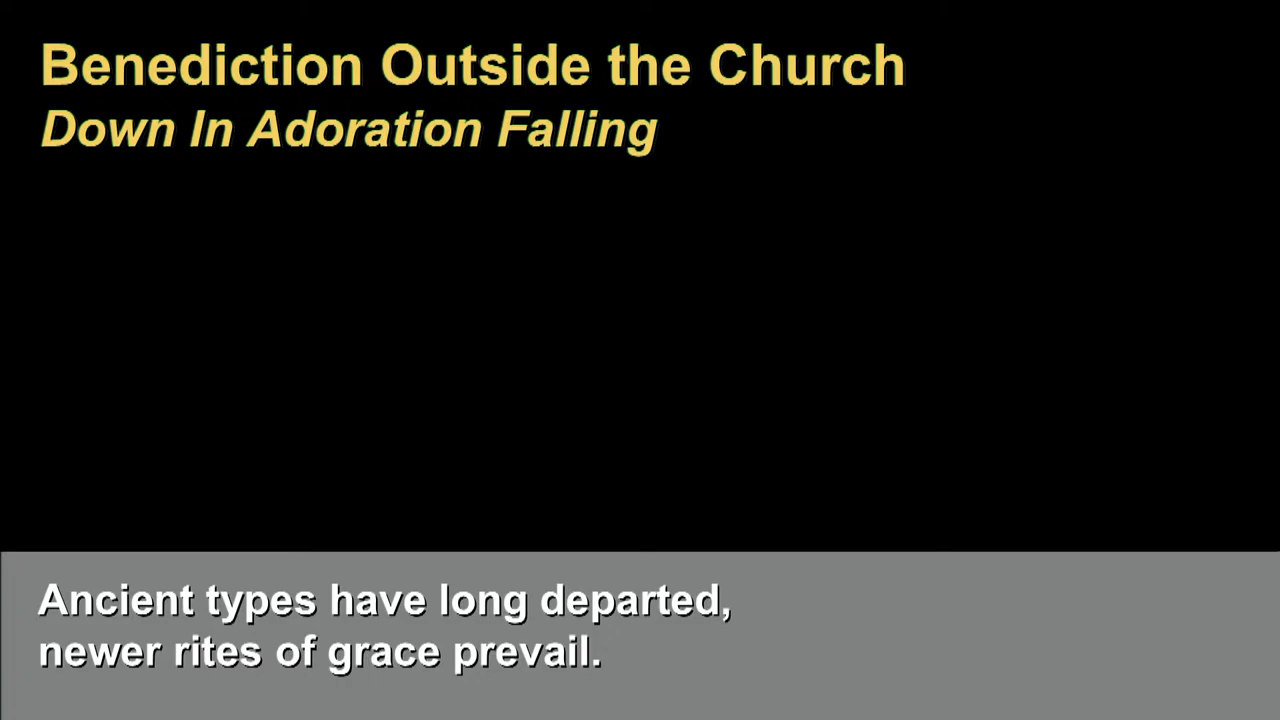 Benediction Outside the Church
Down In Adoration Falling
Ancient types have long departed,
newer rites of grace prevail.